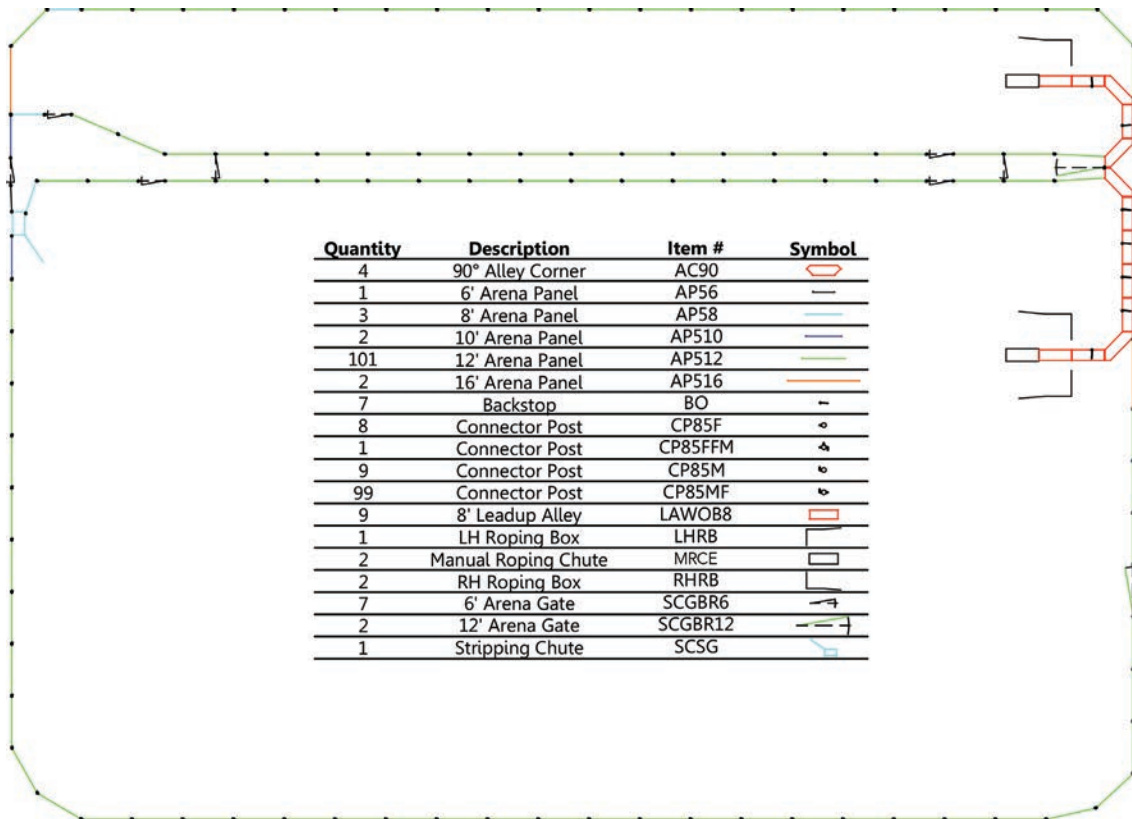 Quantity Description Item # Symbol
4 90° Alley Corner AC90
1 6' Arena Panel AP56
3 8' Arena Panel AP58
2 10' Arena Panel AP510
101 12' Arena Panel AP512
2 16' Arena Panel AP516
7 Backstop BO
8 Connector Post CP85F
1 Connector Post CP85FFM
9 Connector Post CP85M
99 Connector Post CP85MF
9 8' Leadup Alley LAWOB8
1 LH Roping Box LHRB
2 Manual Roping Chute MRCE
2 RH Roping Box RHRB
7 6' Arena Gate SCGBR6
2 12' Arena Gate SCGBR12
1 Stripping Chute SCSG